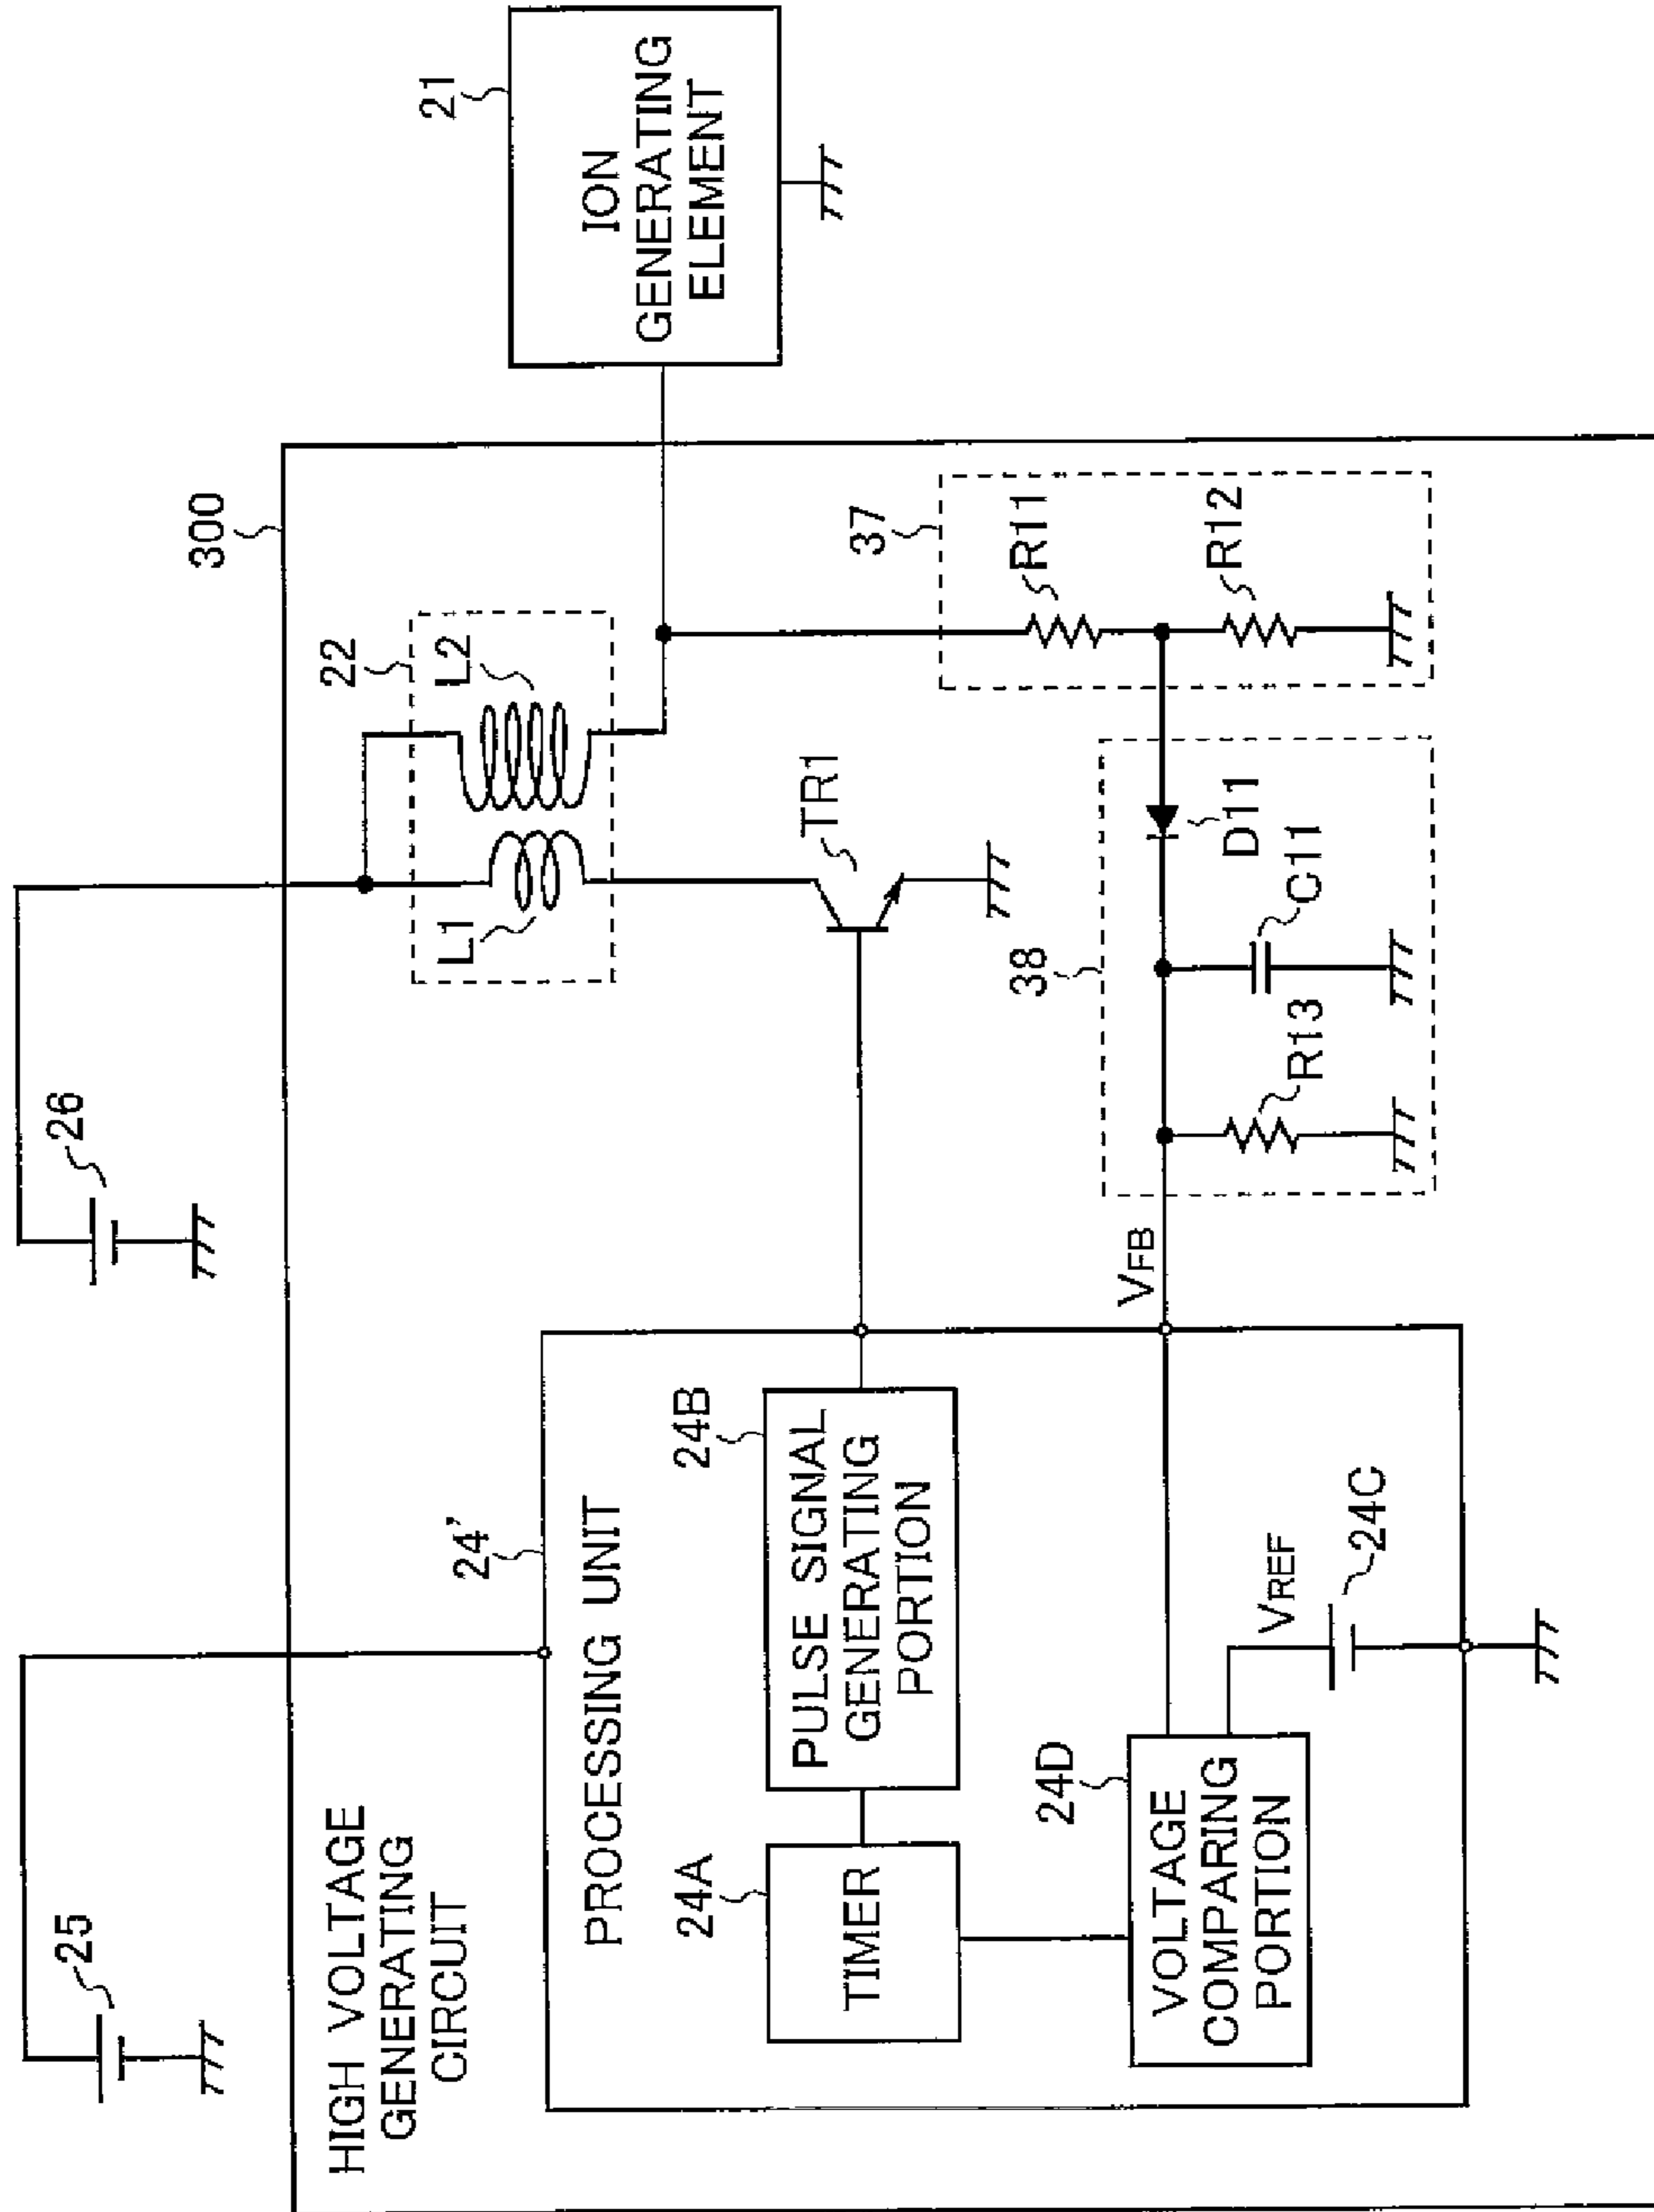 25
26
300
HIGH VOLTAGE
GENERATING
CIRCUIT
22
L1
L2
21
ION
GENERATING
ELEMENT
24'
PROCESSING UNIT
24A
TIMER
24B
PULSE SIGNAL
GENERATING
PORTION
TR1
37
R11
R12
38
D11
C11
R13
VFB
24D
VOLTAGE
COMPARING
PORTION
VREF
24C